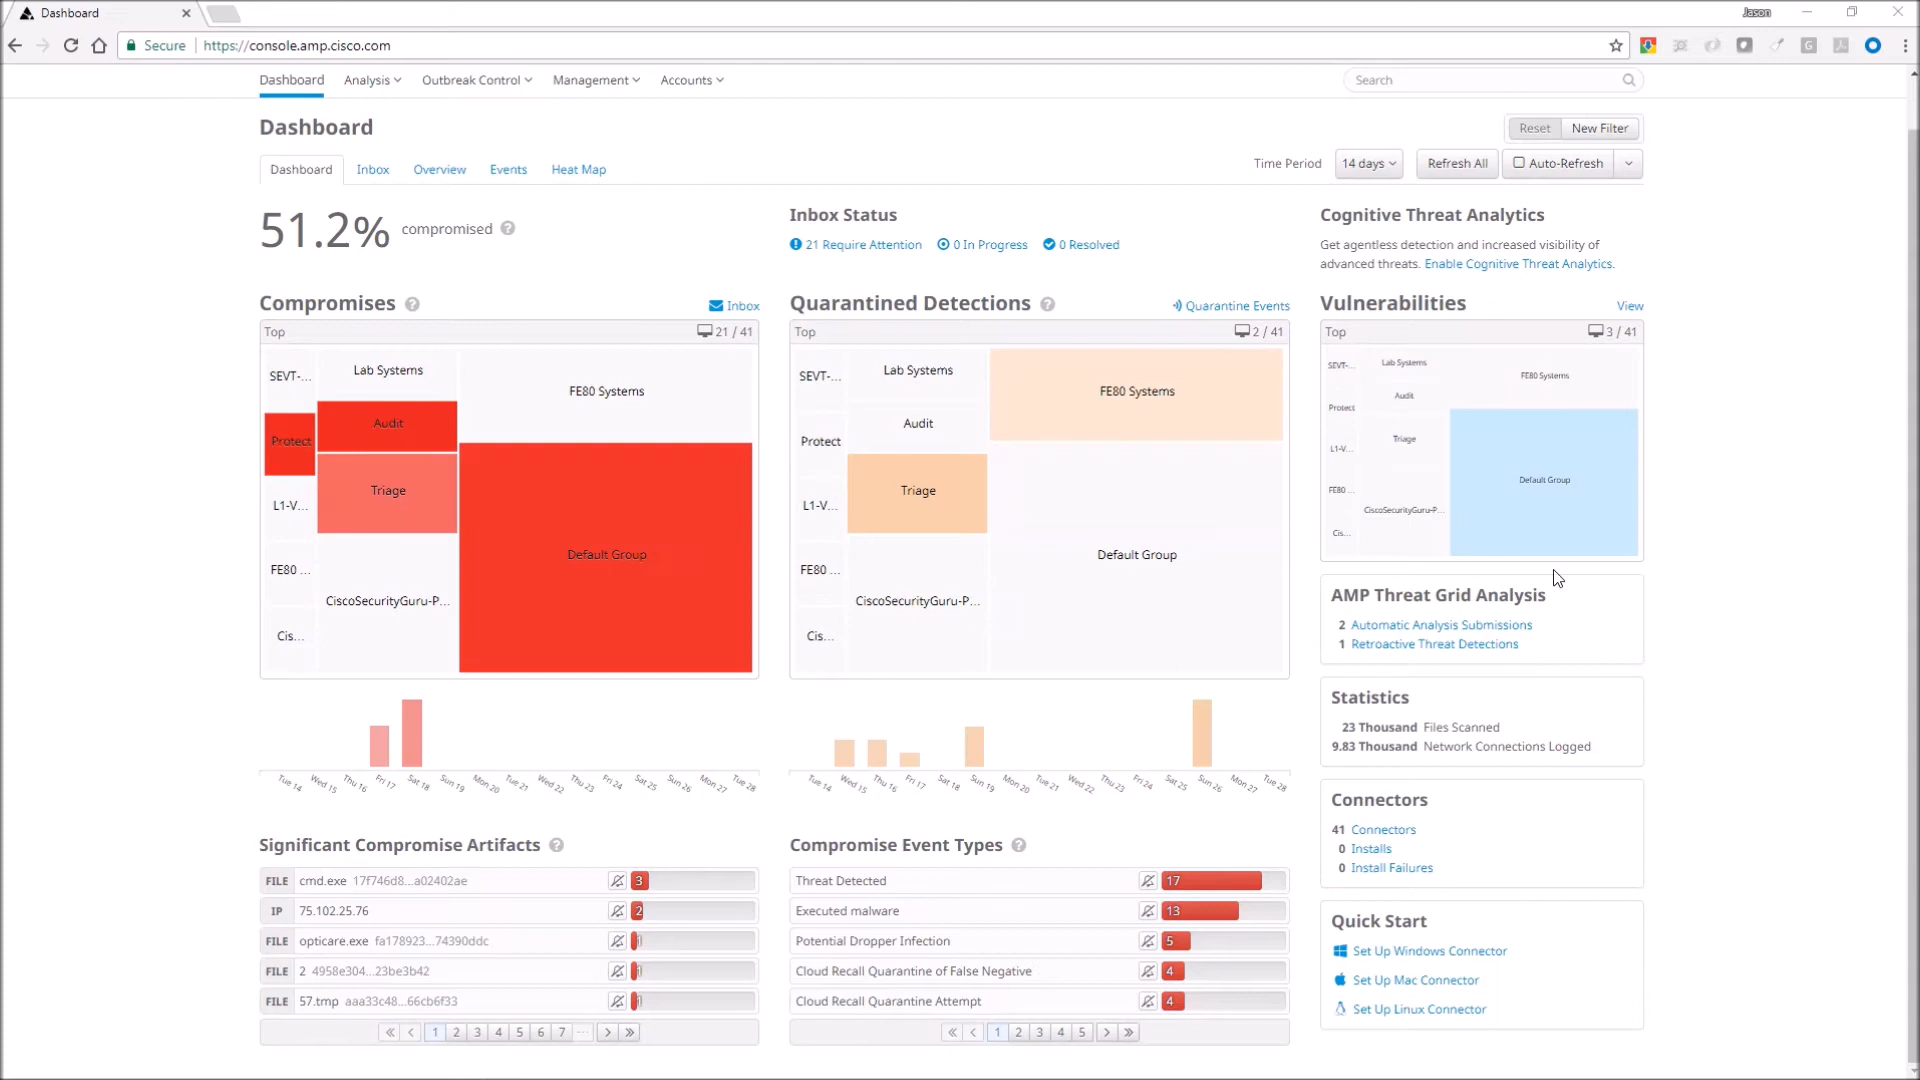 Dashboard
Jason
Secure
https://console.amp.cisco.com
Dashboard Analysis Outbreak Control Management Accounts
Search
Dashboard
Reset New Filter
Dashboard Inbox Overview Events Heat Map
Time Period 14 days Refresh All Auto-Refresh
51.2% compromised
Inbox Status
21 Require Attention 0 In Progress 0 Resolved
Cognitive Threat Analytics
Get agentless detection and increased visibility of
advanced threats. Enable Cognitive Threat Analytics.
Compromises
Inbox
Top 21 / 41
SEVT-...
Lab Systems
FE80 Systems
Protect
Audit
Triage
L1-V...
Default Group
FE80 ...
CiscoSecurityGuru-P...
Cis...
Tue 14 Wed 15 Thu 16 Fri 17 Sat 18 Sun 19 Mon 20 Tue 21 Wed 22 Thu 23 Fri 24 Sat 25 Sun 26 Mon 27 Tue 28
Quarantined Detections
Quarantine Events
Top 2 / 41
SEVT-...
Lab Systems
FE80 Systems
Protect
Audit
Triage
L1-V...
Default Group
FE80 ...
CiscoSecurityGuru-P...
Cis...
Tue 14 Wed 15 Thu 16 Fri 17 Sat 18 Sun 19 Mon 20 Tue 21 Wed 22 Thu 23 Fri 24 Sat 25 Sun 26 Mon 27 Tue 28
Vulnerabilities
View
Top 3 / 41
SEVT-...
Lab Systems
FE80 Systems
Protect
Audit
Triage
L1-V...
Default Group
FE80 ...
CiscoSecurityGuru-P...
Cis...
AMP Threat Grid Analysis
2 Automatic Analysis Submissions
1 Retroactive Threat Detections
Statistics
23 Thousand Files Scanned
9.83 Thousand Network Connections Logged
Connectors
41 Connectors
0 Installs
0 Install Failures
Quick Start
Set Up Windows Connector
Set Up Mac Connector
Set Up Linux Connector
Significant Compromise Artifacts
FILE cmd.exe 17f746d8...a02402ae 3
IP 75.102.25.76 2
FILE opticare.exe fa178923...74390ddc
FILE 2 4958e304...23be3b42
FILE 57.tmp aaa33c48...66cb6f33
« < 1 2 3 4 5 6 7 ... > »
Compromise Event Types
Threat Detected 17
Executed malware 13
Potential Dropper Infection 5
Cloud Recall Quarantine of False Negative 4
Cloud Recall Quarantine Attempt 4
« < 1 2 3 4 5 > »